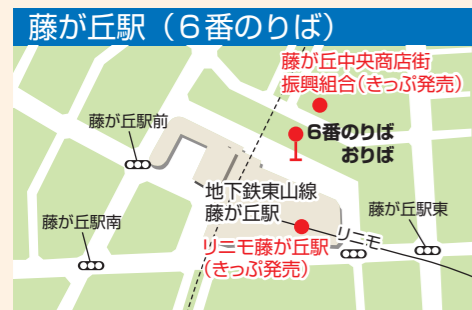 藤が丘駅（６番のりば）
藤が丘中央商店街
振興組合(きっぷ発売)
藤が丘駅前
6番のりば
おりば
地下鉄東山線
藤が丘駅
藤が丘駅南
藤が丘駅東
リニモ
リニモ藤が丘駅
(きっぷ発売)